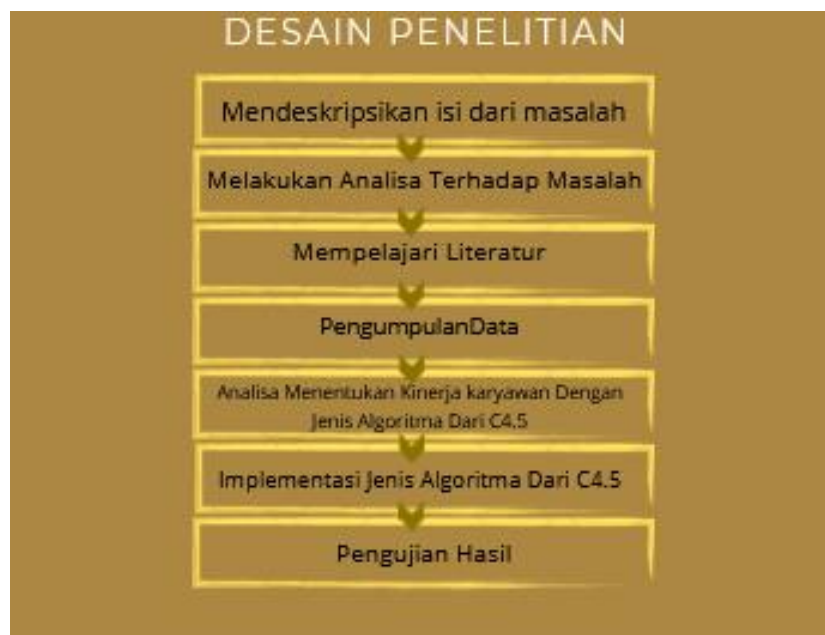 DESAIN PENELITIAN
Mendeskripsikan isi dari masalah
Melakukan Analisa Terhadap Masalah
Mempelajari Literatur
PengumpulanData
Analisa Menentukan Kinerja karyawan Dengan
Jenis Algoritma Dari C4.5
Implementasi Jenis Algoritma Dari C4.5
Pengujian Hasil